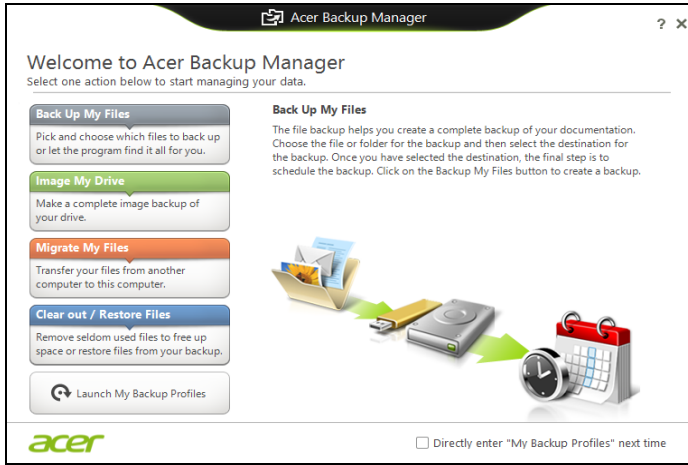 Acer Backup Manager
? X
Welcome to Acer Backup Manager
Select one action below to start managing your data.
Back Up My Files
Pick and choose which files to back up
or let the program find it all for you.
Image My Drive
Make a complete image backup of
your drive.
Migrate My Files
Transfer your files from another
computer to this computer.
Clear out / Restore Files
Remove seldom used files to free up
space or restore files from your backup.
Launch My Backup Profiles
Back Up My Files
The file backup helps you create a complete backup of your documentation.
Choose the file or folder for the backup and then select the destination for
the backup. Once you have selected the destination, the final step is to
schedule the backup. Click on the Backup My Files button to create a backup.
acer
Directly enter "My Backup Profiles" next time